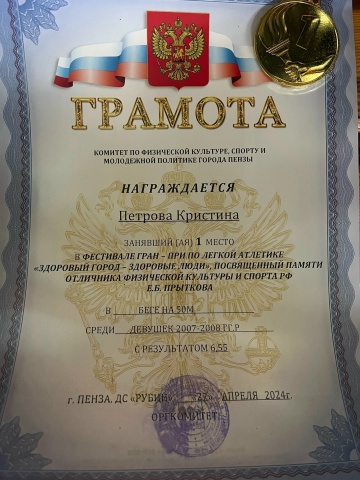 ГРАМОТА
КОМИТЕТ ПО ФИЗИЧЕСКОЙ КУЛЬТУРЕ, СПОРТУ И
МОЛОДЕЖНОЙ ПОЛИТИКЕ ГОРОДА ПЕНЗЫ
НАГРАЖДАЕТСЯ
Петрова Кристина
ЗАНЯВШИЙ (АЯ) 1 МЕСТО
В ФЕСТИВАЛЕ ГРАН – ПРИ ПО ЛЕГКОЙ АТЛЕТИКЕ
«ЗДОРОВЫЙ ГОРОД – ЗДОРОВЫЕ ЛЮДИ», ПОСВЯЩЕННЫЙ ПАМЯТИ
ОТЛИЧНИКА ФИЗИЧЕСКОЙ КУЛЬТУРЫ И СПОРТА РФ
Е.Б. ПРЫТКОВА
В БЕГЕ НА 50М
СРЕДИ ДЕВУШЕК 2007-2008 ГГ.Р
С РЕЗУЛЬТАТОМ 6,55
г. ПЕНЗА, ДС «РУБИН» «27» АПРЕЛЯ 2024г.
ОРГКОМИТЕТ: